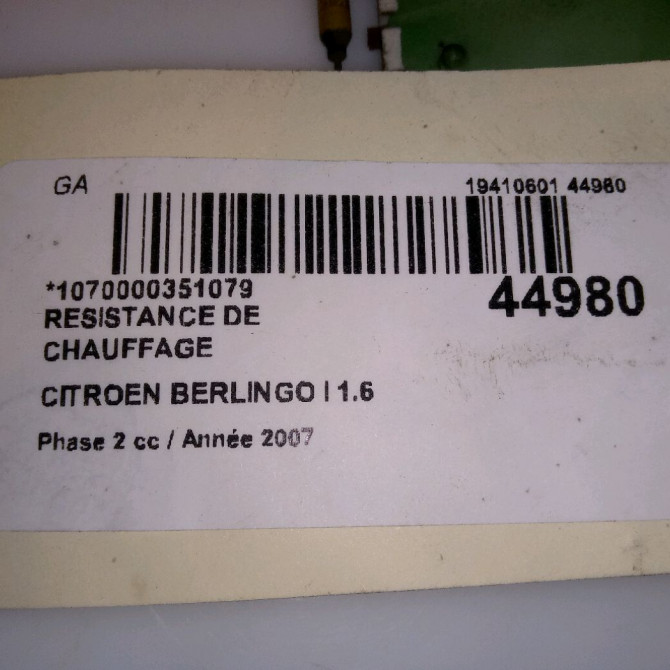 GA
19410601 44980
*1070000351079
44980
RESISTANCE DE
CHAUFFAGE
CITROEN BERLINGO I 1.6
Phase 2 cc / Année 2007